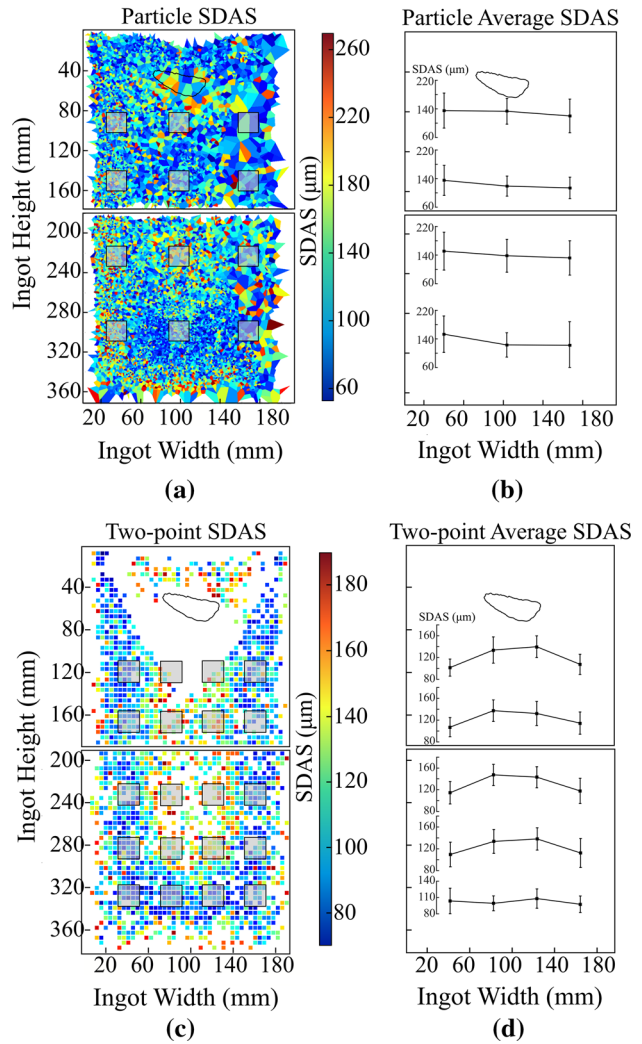 Particle SDAS
Particle Average SDAS
Ingot Height (mm)
40
80
120
160
200
240
280
320
360
20 60 100 140 180
Ingot Width (mm)
SDAS (μm)
260
220
180
140
100
60
SDAS (μm)
220
140
60
220
140
60
220
140
60
220
140
60
20 60 100 140 180
Ingot Width (mm)
(a)
(b)
Two-point SDAS
Two-point Average SDAS
Ingot Height (mm)
40
80
120
160
200
240
280
320
360
20 60 100 140 180
Ingot Width (mm)
SDAS (μm)
180
160
140
120
100
80
SDAS (μm)
160
120
80
160
120
80
160
120
80
160
120
80
140
110
80
20 60 100 140 180
Ingot Width (mm)
(c)
(d)